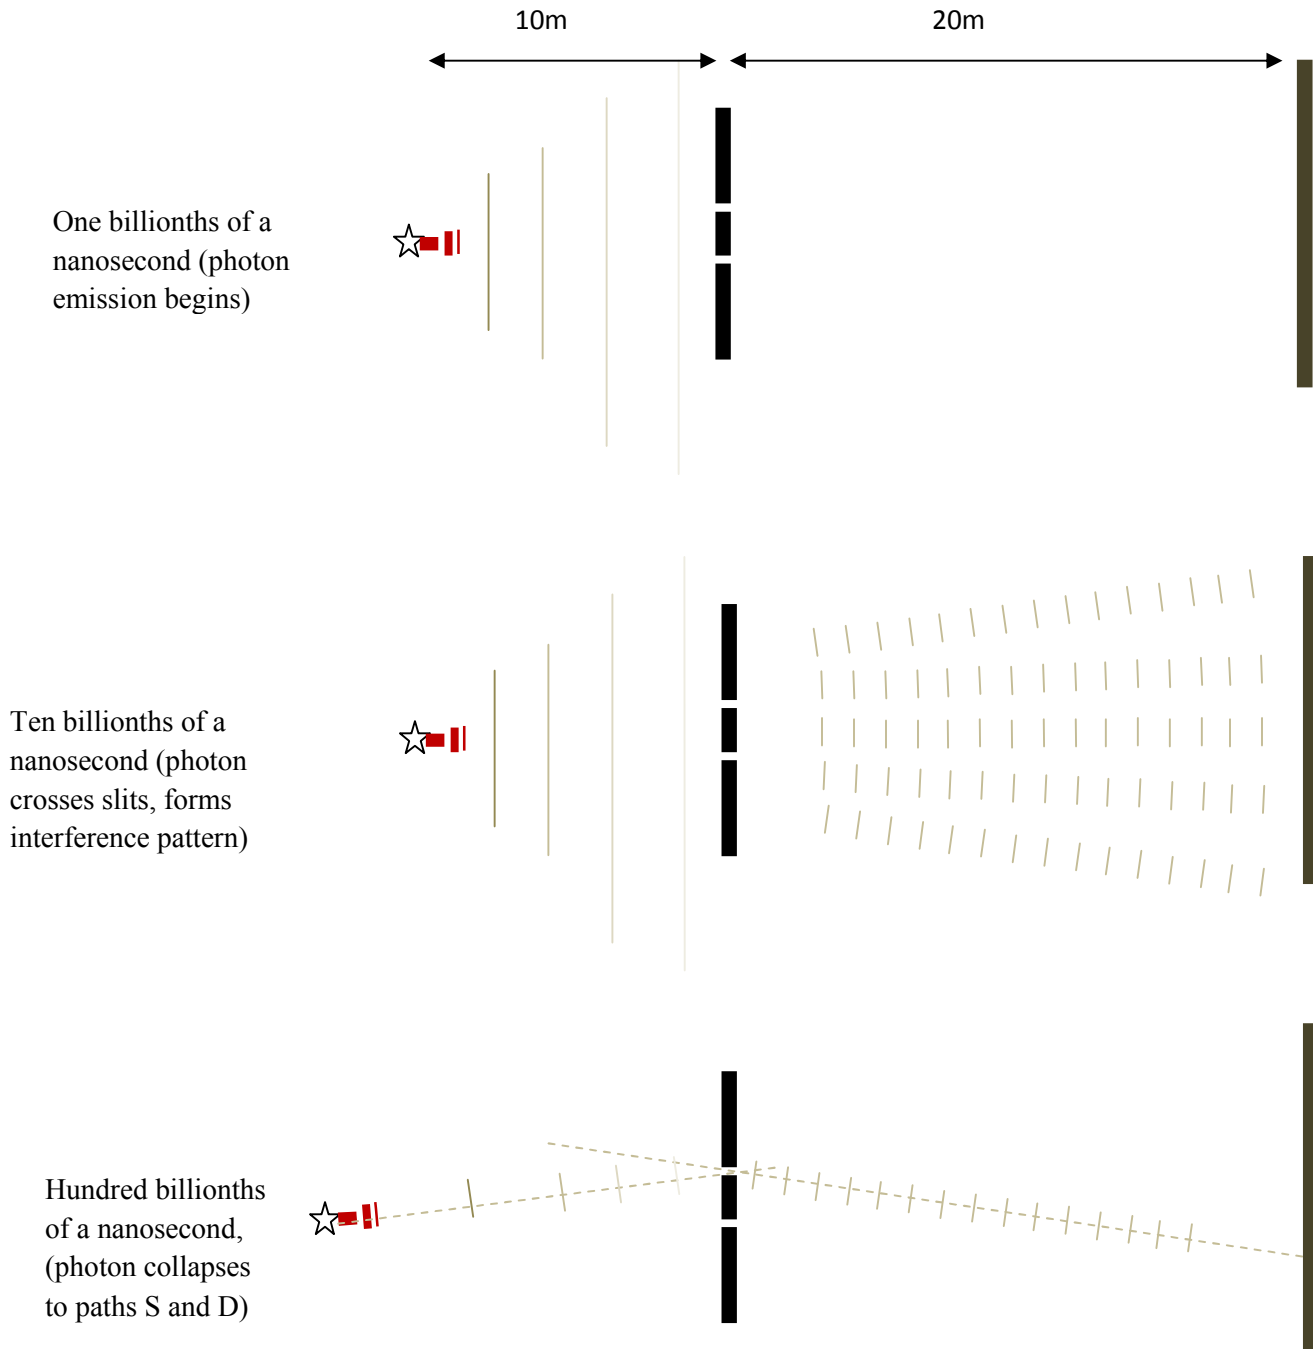 10m
20m
One billionths of a
nanosecond (photon
emission begins)
Ten billionths of a
nanosecond (photon
crosses slits, forms
interference pattern)
Hundred billionths
of a nanosecond,
(photon collapses
to paths S and D)